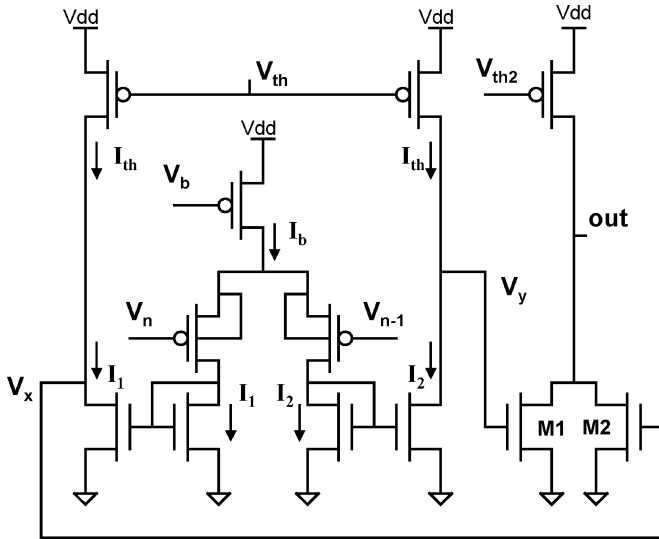 Vdd Vdd Vdd
Vth Vth2
Vdd
Ith Ith
Vb
Ib
out
Vn Vn-1 Vy
I1 I2
Vx I1 I2
M1 M2